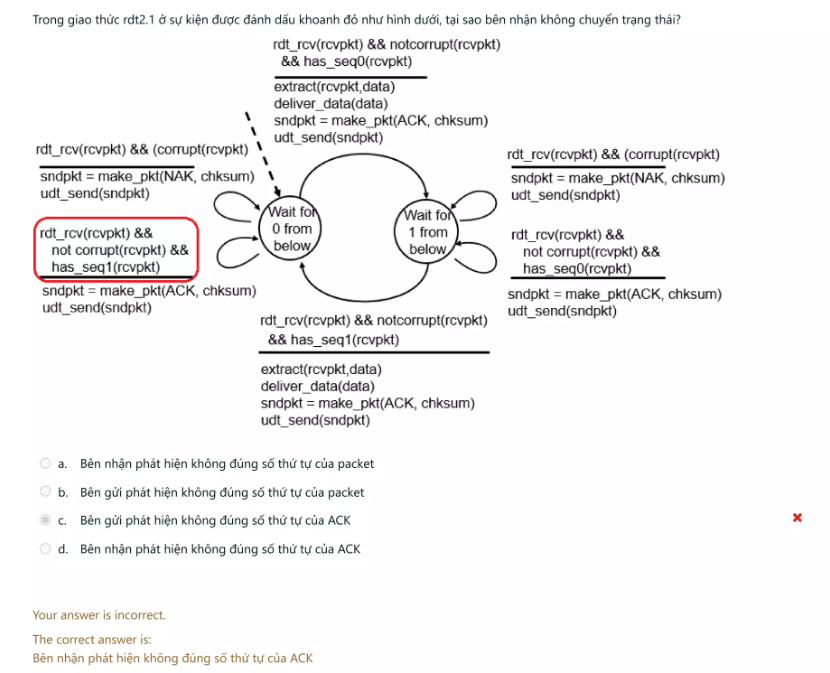 Trong giao thức rdt2.1 ở sự kiện được đánh dấu khoanh đỏ như hình dưới, tại sao bên nhận không chuyển trạng thái?
rdt_rcv(rcvpkt) && notcorrupt(rcvpkt)
&& has_seq0(rcvpkt)
extract(rcvpkt,data)
deliver_data(data)
sndpkt = make_pkt(ACK, chksum)
udt_send(sndpkt)
rdt_rcv(rcvpkt) && (corrupt(rcvpkt)
sndpkt = make_pkt(NAK, chksum)
udt_send(sndpkt)
rdt_rcv(rcvpkt) && (corrupt(rcvpkt)
sndpkt = make_pkt(NAK, chksum)
udt_send(sndpkt)
Wait for
0 from
below
Wait for
1 from
below
rdt_rcv(rcvpkt) &&
not corrupt(rcvpkt) &&
has_seq1(rcvpkt)
sndpkt = make_pkt(ACK, chksum)
udt_send(sndpkt)
rdt_rcv(rcvpkt) &&
not corrupt(rcvpkt) &&
has_seq0(rcvpkt)
sndpkt = make_pkt(ACK, chksum)
udt_send(sndpkt)
rdt_rcv(rcvpkt) && notcorrupt(rcvpkt)
&& has_seq1(rcvpkt)
extract(rcvpkt,data)
deliver_data(data)
sndpkt = make_pkt(ACK, chksum)
udt_send(sndpkt)
a. Bên nhận phát hiện không đúng số thứ tự của packet
b. Bên gửi phát hiện không đúng số thứ tự của packet
c. Bên gửi phát hiện không đúng số thứ tự của ACK
d. Bên nhận phát hiện không đúng số thứ tự của ACK
Your answer is incorrect.
The correct answer is:
Bên nhận phát hiện không đúng số thứ tự của ACK